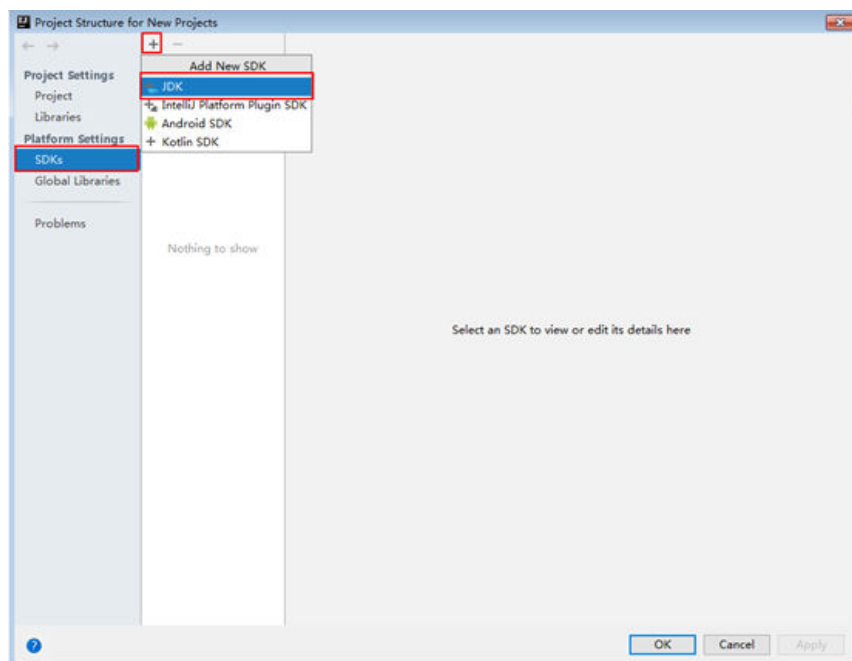 Project Structure for New Projects
Project Settings
Project
Libraries
Platform Settings
SDKs
Global Libraries
Problems
+ −
Add New SDK
JDK
IntelliJ Platform Plugin SDK
Android SDK
Kotlin SDK
Nothing to show
Select an SDK to view or edit its details here
?
OK Cancel Apply